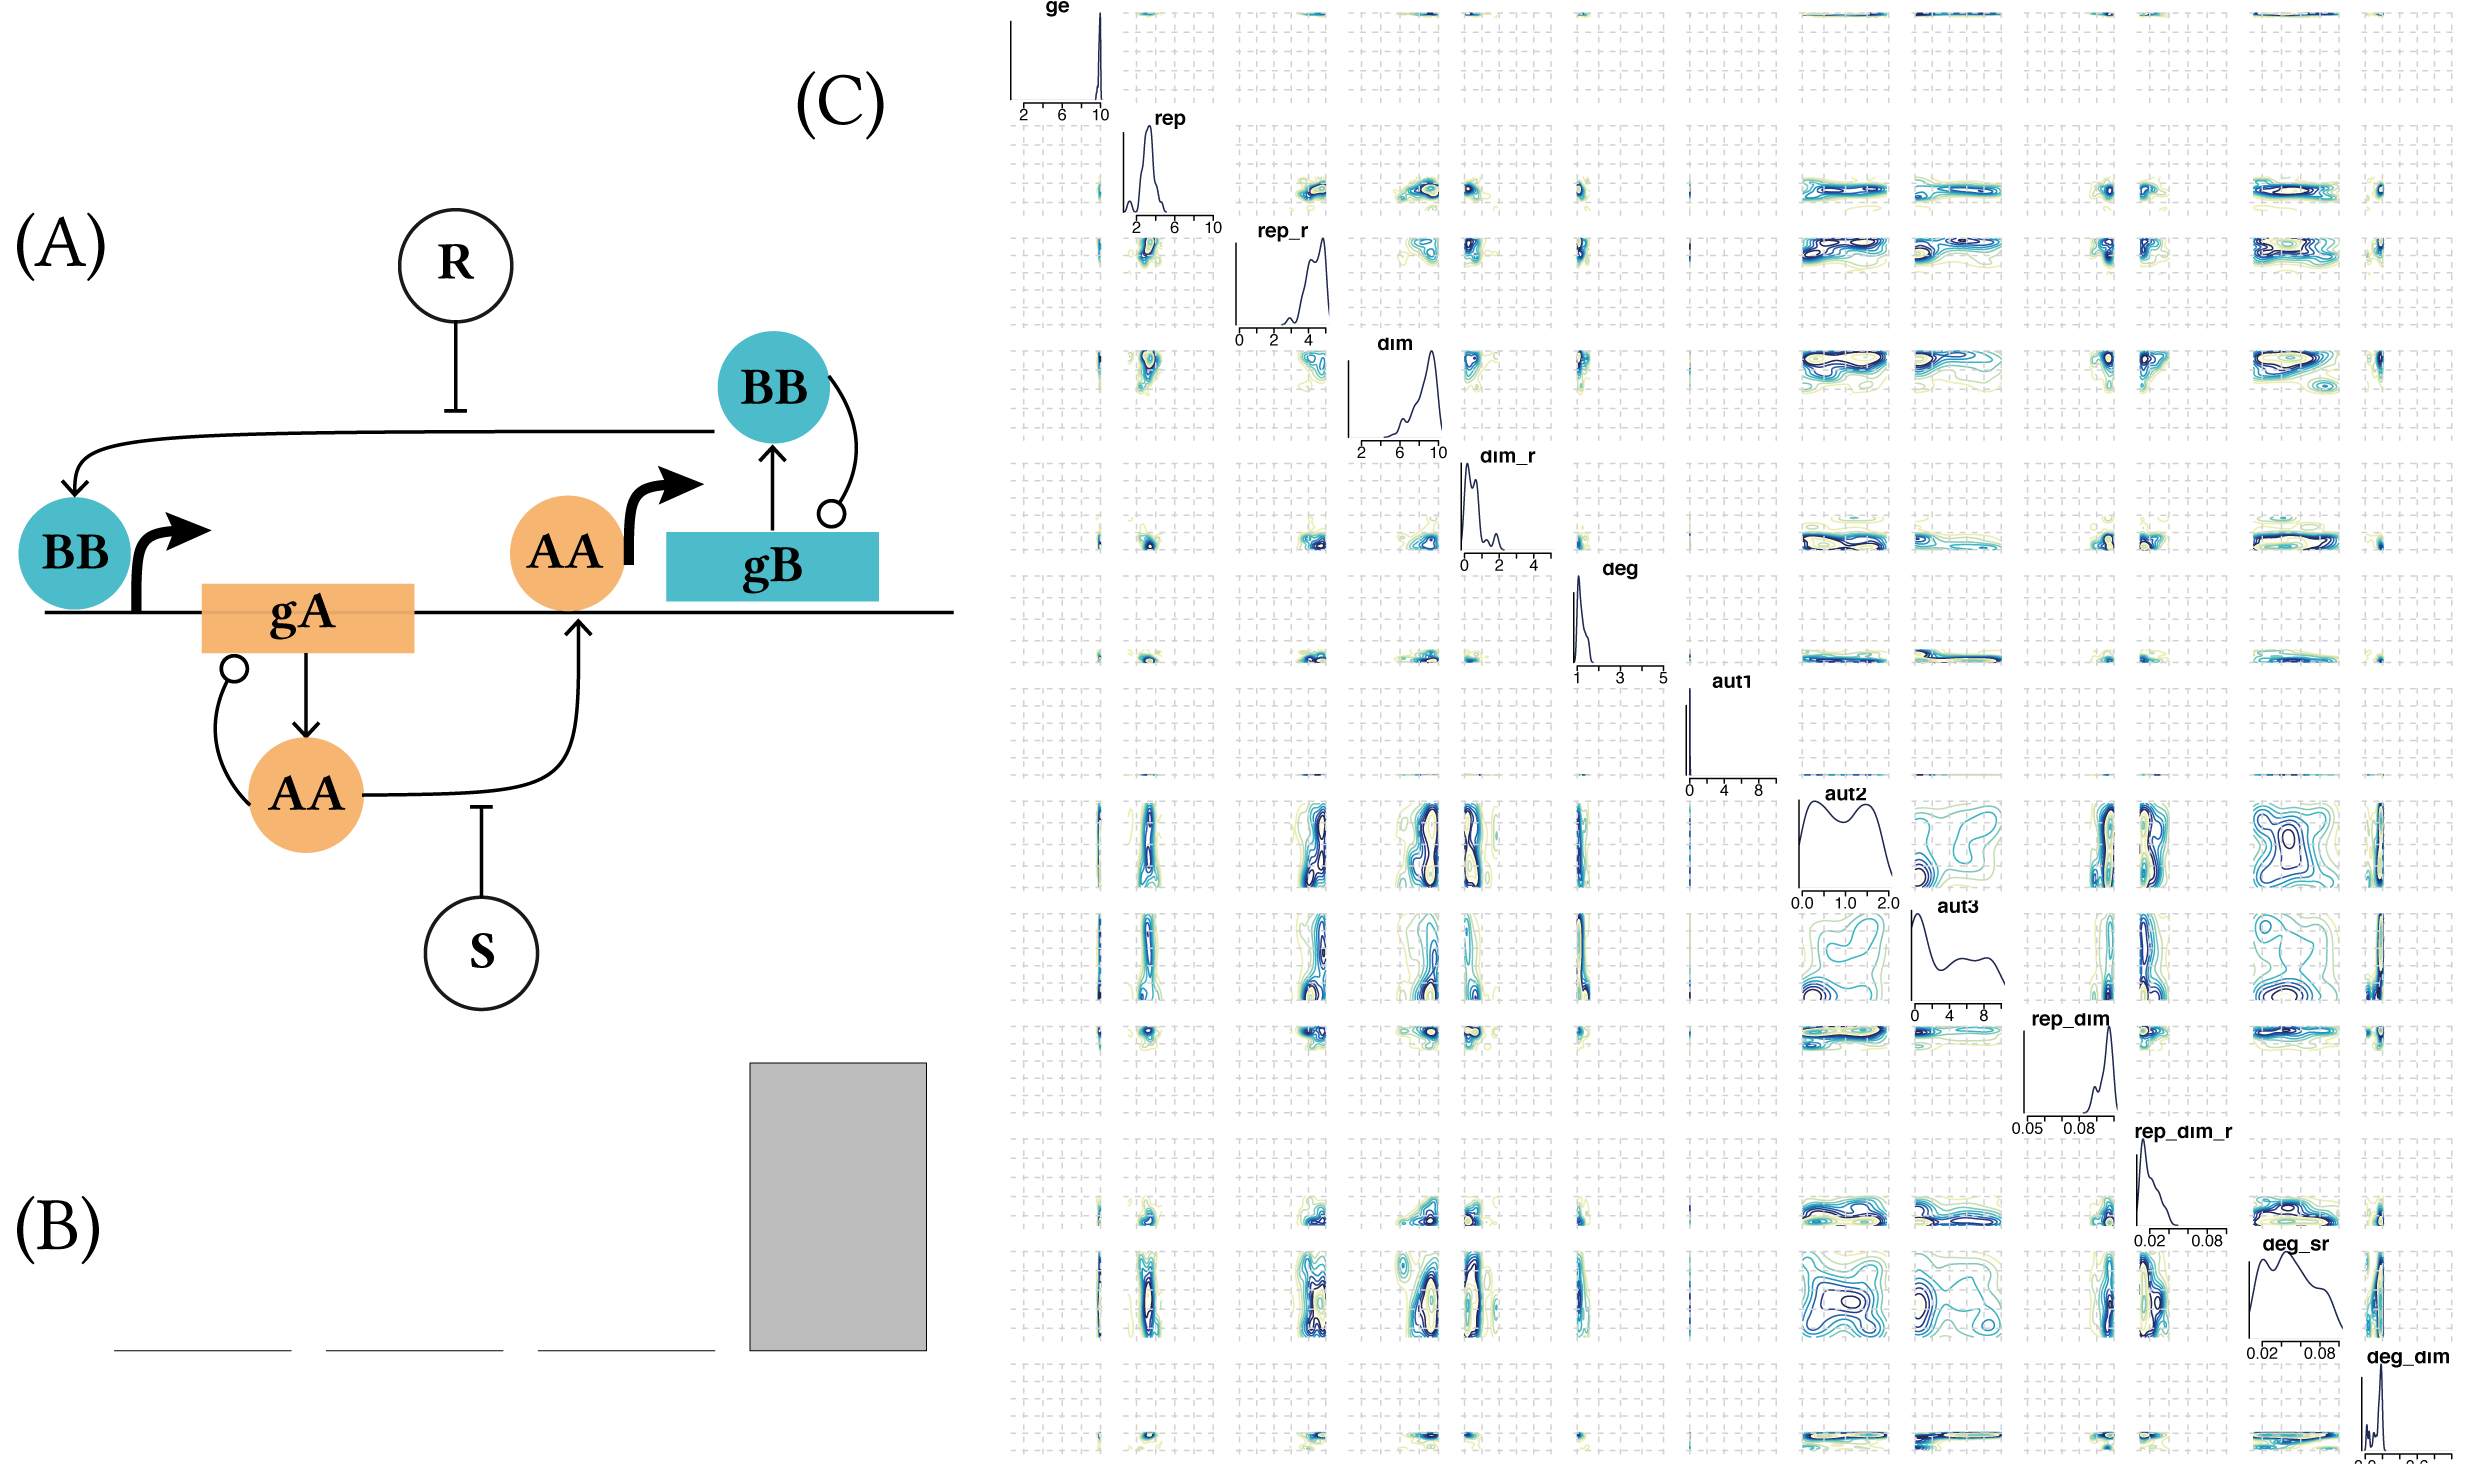 (A)
R
BB
BB
AA
gA
gB
AA
S
(B)
(C)
ge
2 6 10
rep
2 6 10
rep_r
0 2 4
dim
2 6 10
dim_r
0 2 4
deg
1 3 5
aut1
0 4 8
aut2
0.0 1.0 2.0
aut3
0 4 8
rep_dim
0.05 0.08
rep_dim_r
0.02 0.08
deg_sr
0.02 0.08
deg_dim